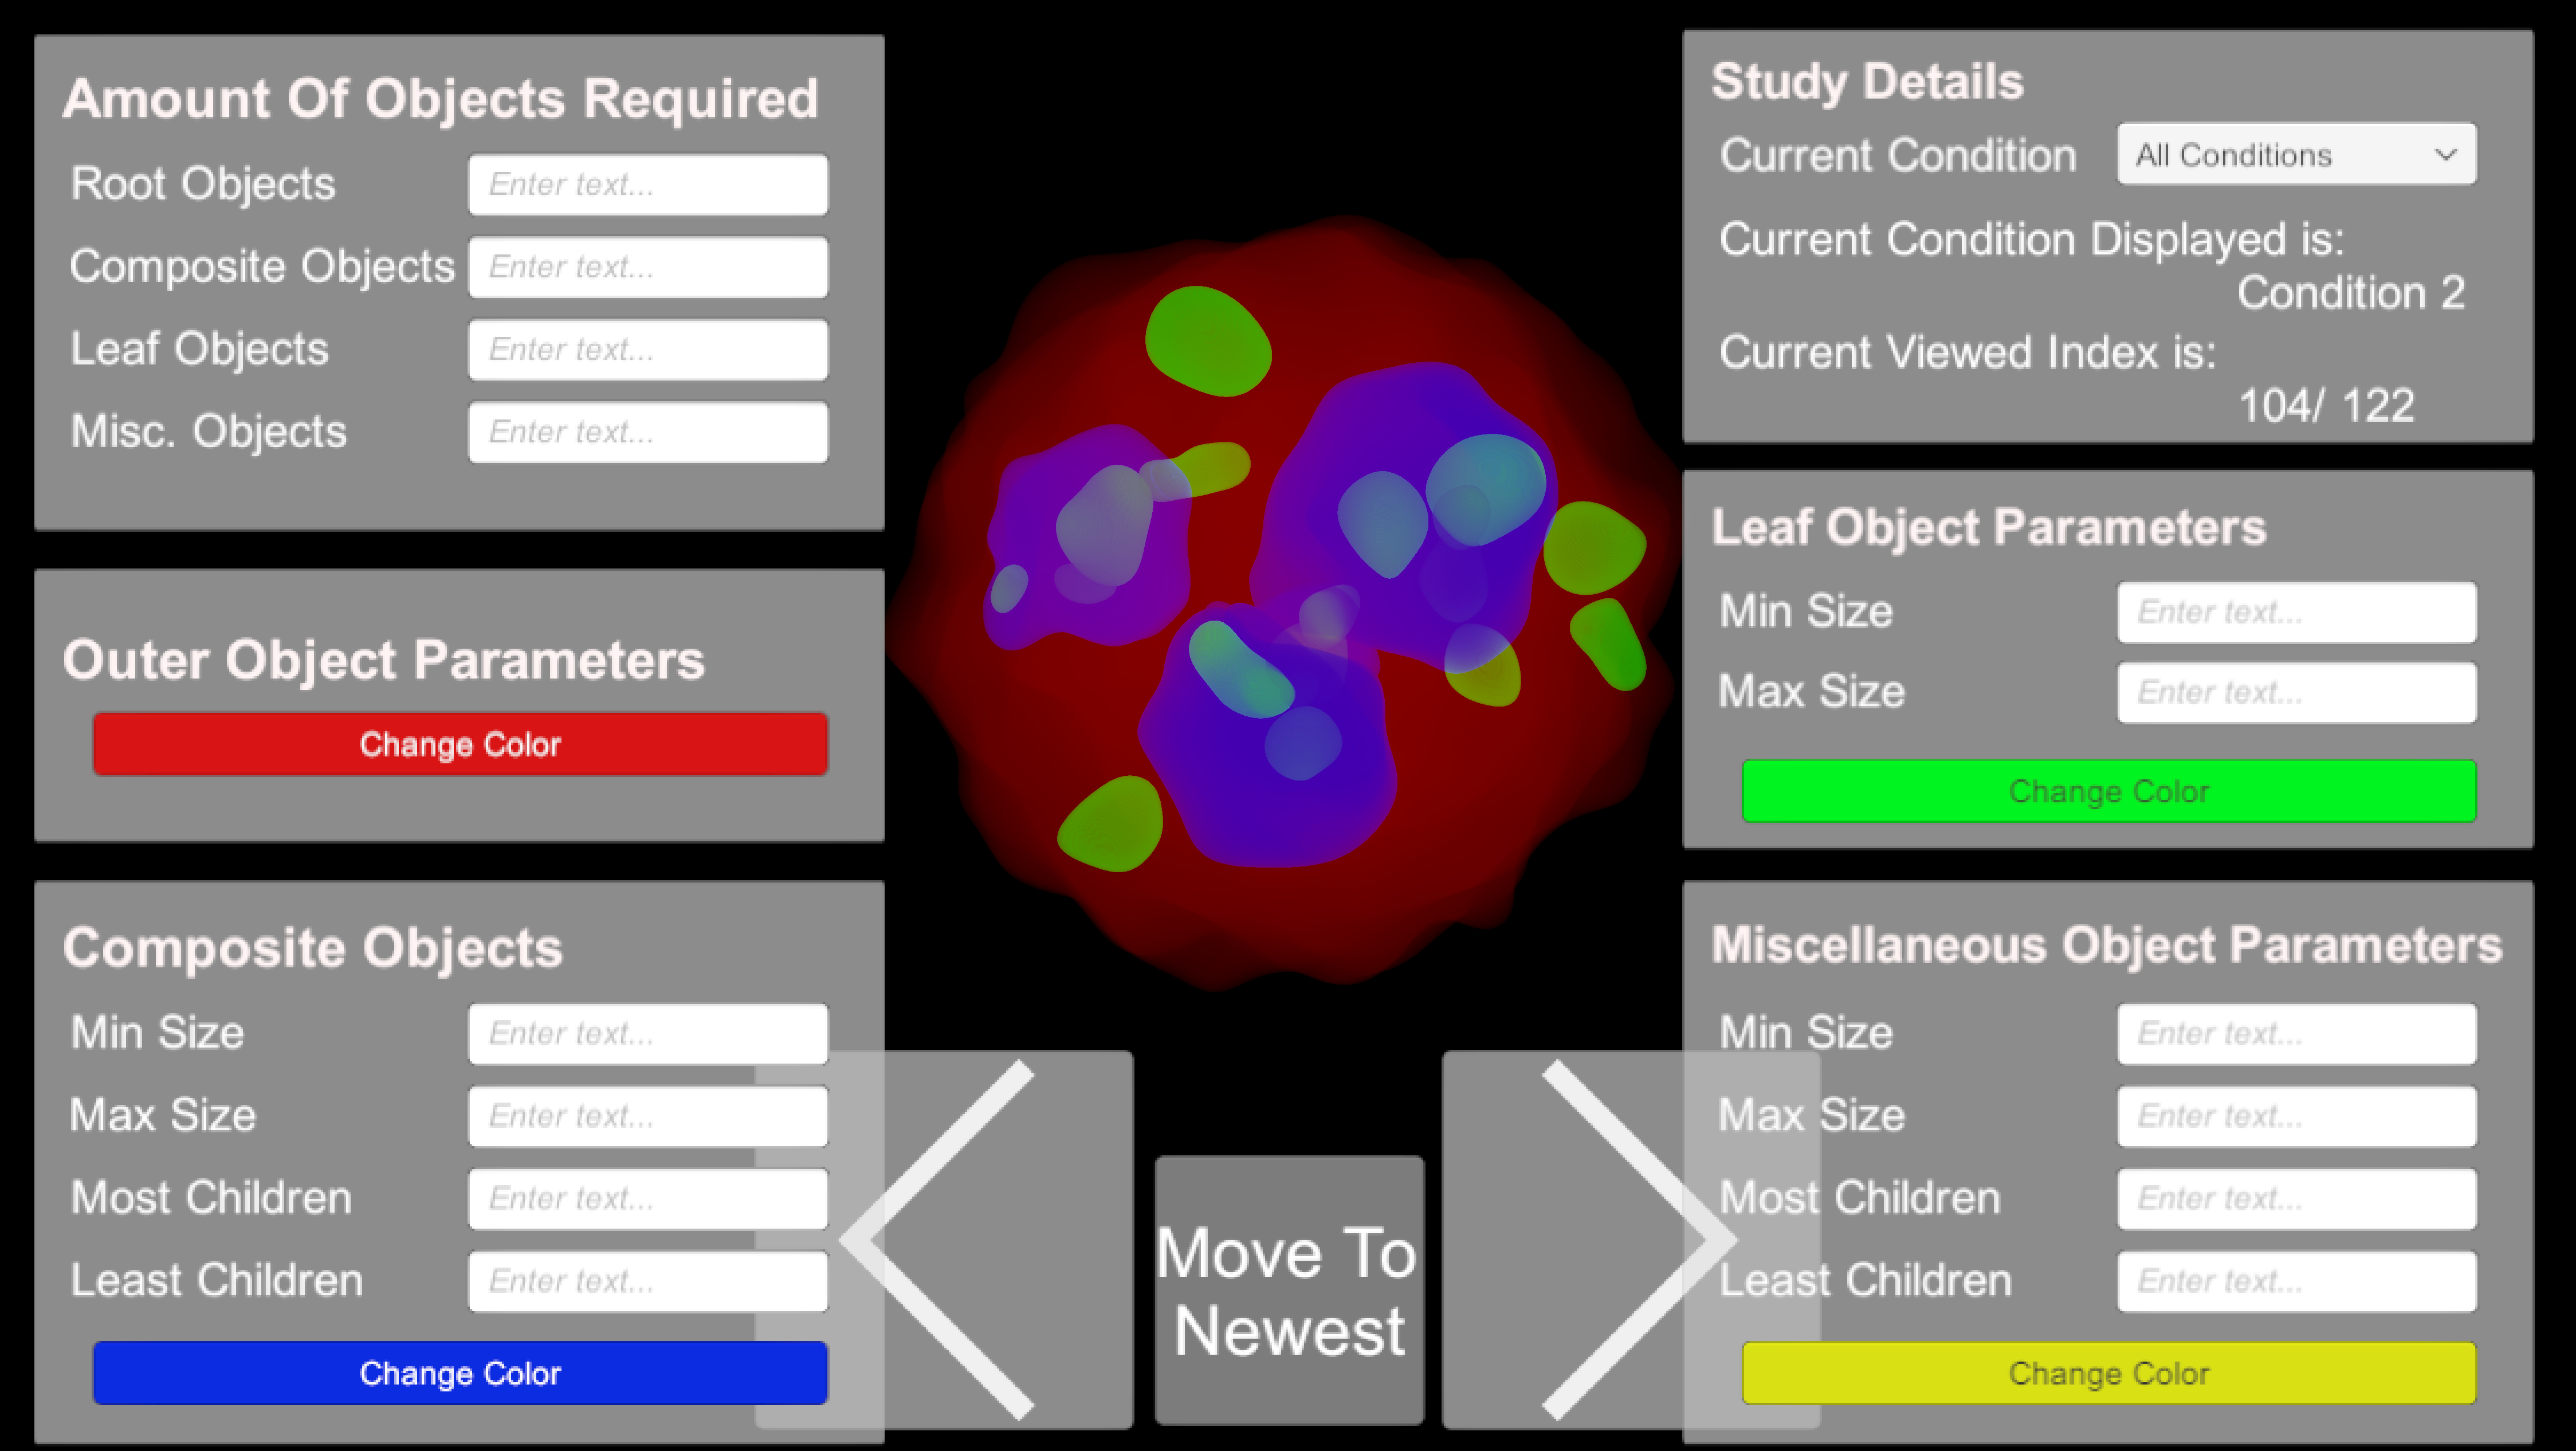 Amount Of Objects Required
Root Objects Enter text...
Composite Objects Enter text...
Leaf Objects Enter text...
Misc. Objects Enter text...
Outer Object Parameters
Change Color
Composite Objects
Min Size Enter text...
Max Size Enter text...
Most Children Enter text...
Least Children Enter text...
Change Color
Move To
Newest
Study Details
Current Condition All Conditions
Current Condition Displayed is:
Condition 2
Current Viewed Index is:
104/ 122
Leaf Object Parameters
Min Size Enter text...
Max Size Enter text...
Change Color
Miscellaneous Object Parameters
Min Size Enter text...
Max Size Enter text...
Most Children Enter text...
Least Children Enter text...
Change Color